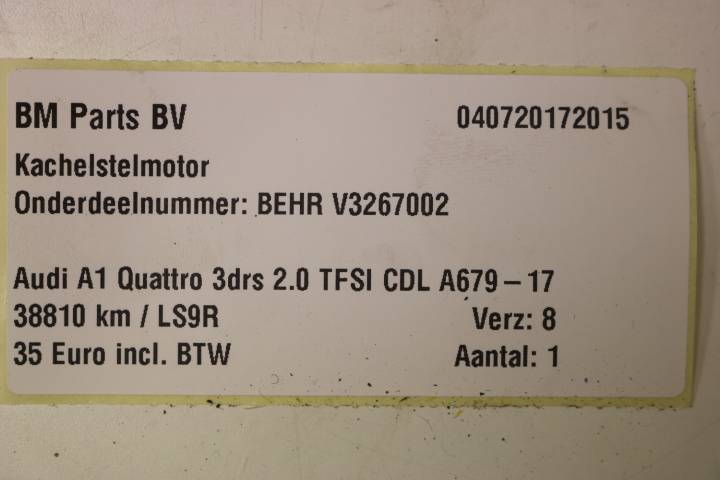 BM Parts BV 040720172015
Kachelstelmotor
Onderdeelnummer: BEHR V3267002
Audi A1 Quattro 3drs 2.0 TFSI CDL A679 – 17
38810 km / LS9R Verz: 8
35 Euro incl. BTW Aantal: 1